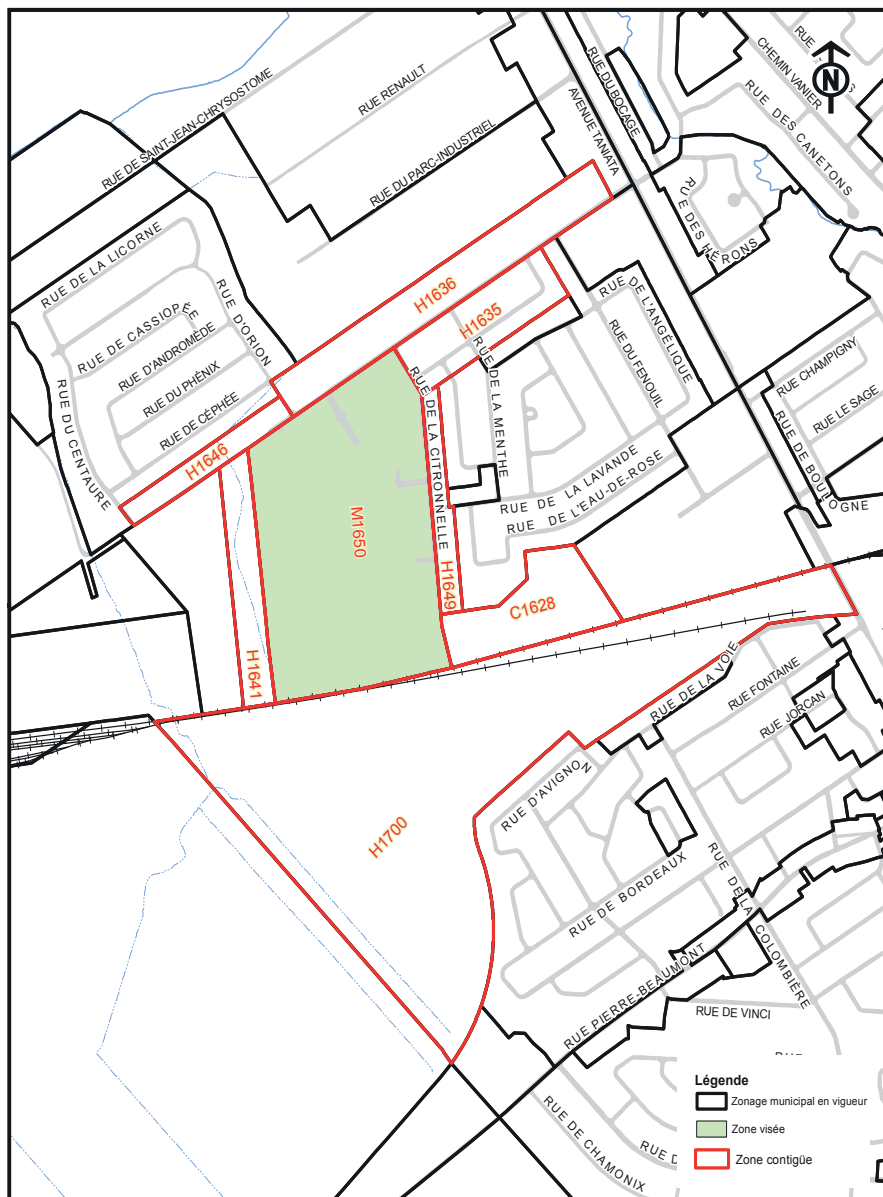 RUE DE SAINT-JEAN-CHRYSOSTOME
RUE RENAULT
RUE DU PARC-INDUSTRIEL
AVENUE TANIATA
RUE DU BOCAGE
CHEMIN VANIER
RUE
S
N
RUE DES CANETONS
RUE DES HÉRONS
RUE DE LA LICORNE
RUE DE CASSIOPÉE
RUE D'ANDROMÈDE
RUE DU PHÉNIX
RUE DE CÉPHÉE
RUE D'ORION
RUE DU CENTAURE
H1636
H1635
H1646
RUE DE LA CITRONNELLE
RUE DE LA MENTHE
RUE DE L'ANGÉLIQUE
RUE DU FENOUIL
RUE CHAMPIGNY
RUE LE SAGE
RUE DE BOULOGNE
RUE DE LA LAVANDE
RUE DE L'EAU-DE-ROSE
M1650
H1649
C1628
H1641
RUE DE LA VOIE
RUE FONTAINE
RUE JORCAN
RUE D'AVIGNON
H1700
RUE DE BORDEAUX
RUE DE LA COLOMBIÈRE
RUE PIERRE-BEAUMONT
RUE DE VINCI
RUE DE CHAMONIX
RUE D
Légende
Zonage municipal en vigueur
Zone visée
Zone contigüe